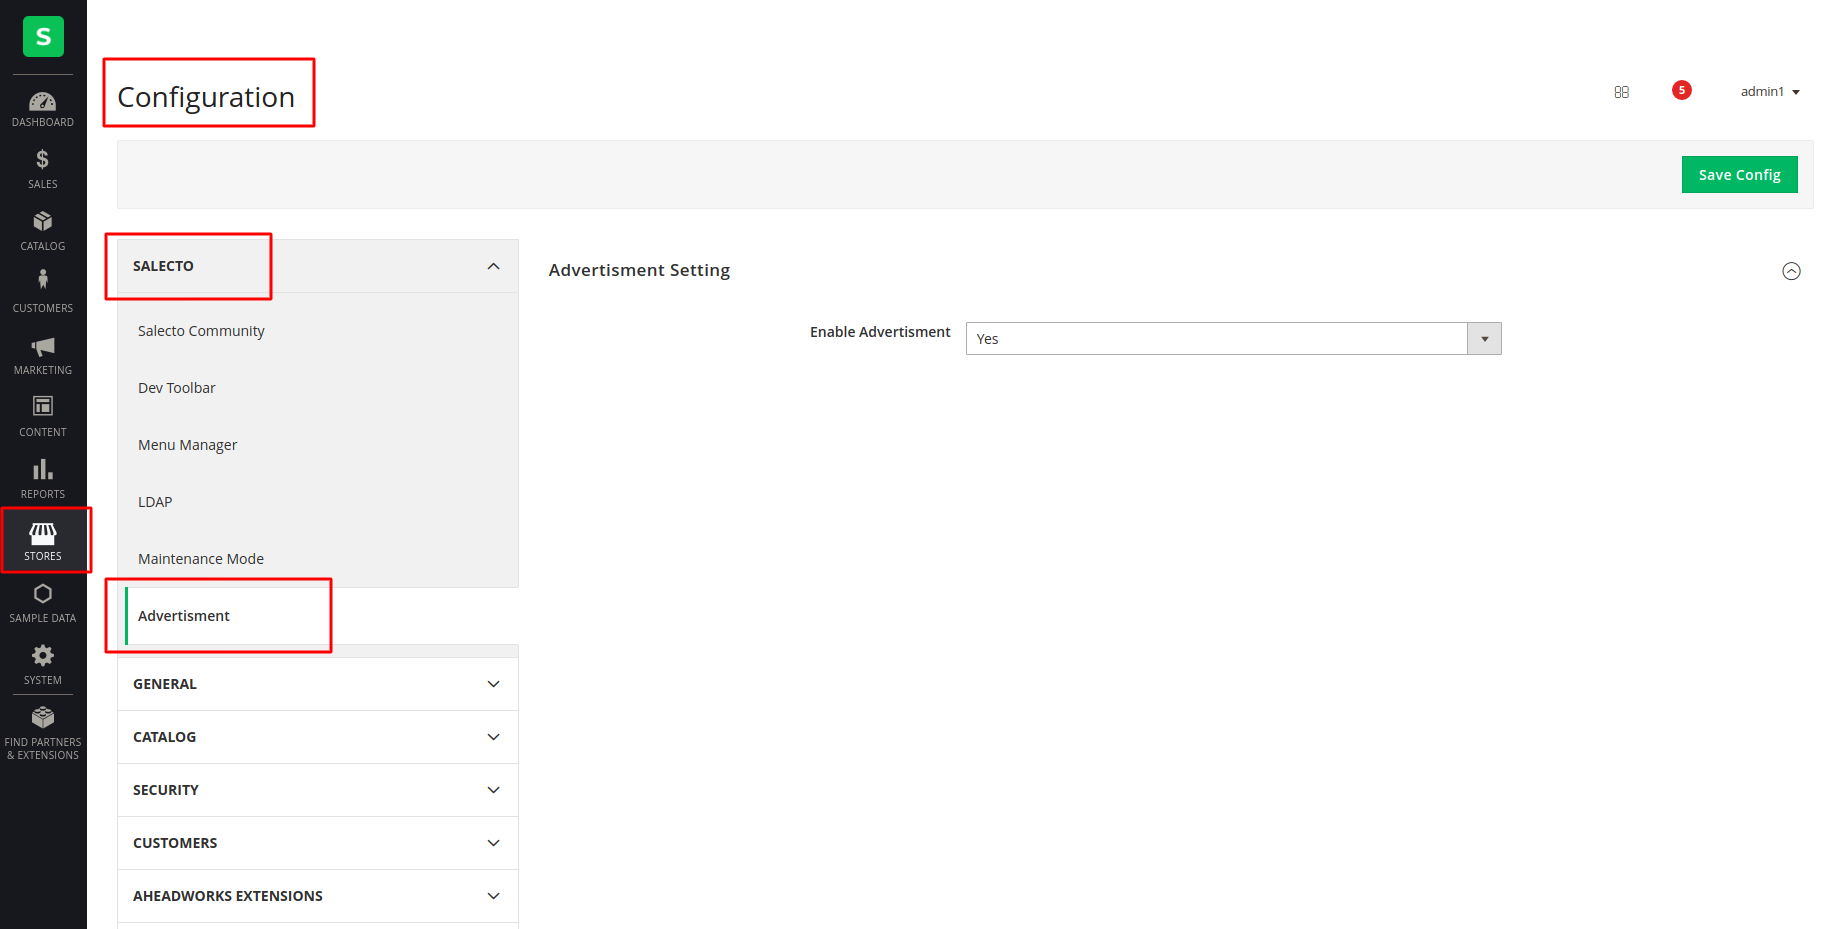 S
DASHBOARD
SALES
CATALOG
CUSTOMERS
MARKETING
CONTENT
REPORTS
STORES
SAMPLE DATA
SYSTEM
FIND PARTNERS
& EXTENSIONS
Configuration
5
admin1
Save Config
SALECTO
Salecto Community
Dev Toolbar
Menu Manager
LDAP
Maintenance Mode
Advertisment
GENERAL
CATALOG
SECURITY
CUSTOMERS
AHEADWORKS EXTENSIONS
Advertisment Setting
Enable Advertisment
Yes